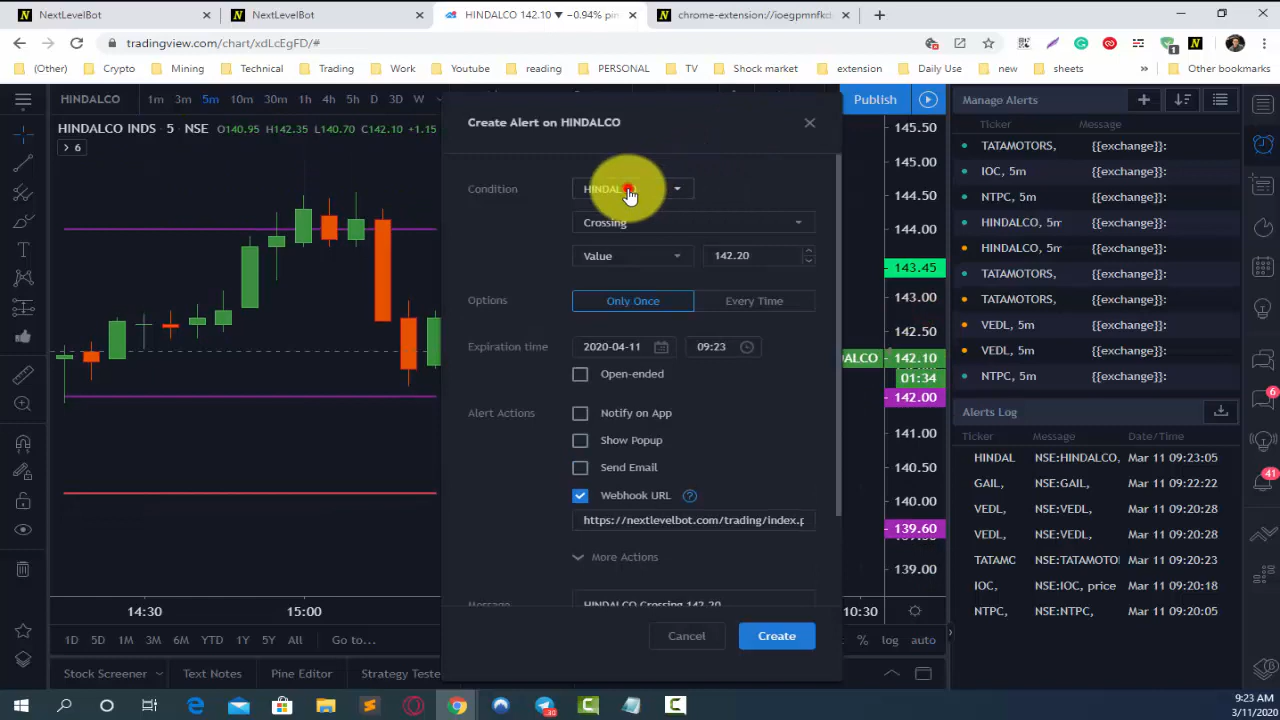 NextLevelBot
NextLevelBot
HINDALCO 142.10 ▼ −0.94%
chrome-extension://ioegpmnfkd
tradingview.com/chart/xdLcEgFD/#
1
(Other) Crypto Mining Technical Trading Work Youtube reading PERSONAL TV Shock market extension Daily Use new sheets » Other bookmarks
HINDALCO 1m 3m 5m 10m 30m 1h 4h 5h D 3D W
Publish
HINDALCO INDS · 5 · NSE O140.95 H142.35 L140.70 C142.10 +1.15
> 6
Create Alert on HINDALCO
Condition
Crossing
Value 142.20
Options Only Once Every Time
Expiration time 2020-04-11 09:23
Open-ended
Alert Actions Notify on App
Show Popup
Send Email
Webhook URL
https://nextlevelbot.com/trading/index.p
More Actions
Message HINDALCO Crossing 142.20
Cancel Create
145.50
145.00
144.50
144.00
143.45
143.00
142.50
ALCO 142.10
01:34
142.00
141.00
140.50
140.00
139.60
139.00
14:30 15:00 10:30
1D 5D 1M 3M 6M YTD 1Y 5Y All Go to... % log auto
Stock Screener Text Notes Pine Editor Strategy Teste
Manage Alerts
Ticker Message
TATAMOTORS, {{exchange}}:
IOC, 5m {{exchange}}:
NTPC, 5m {{exchange}}:
HINDALCO, 5m {{exchange}}:
HINDALCO, 5m {{exchange}}:
TATAMOTORS, {{exchange}}:
TATAMOTORS, {{exchange}}:
VEDL, 5m {{exchange}}:
VEDL, 5m {{exchange}}:
NTPC, 5m {{exchange}}:
Alerts Log
Ticker Message Date/Time
HINDAL NSE:HINDALCO, Mar 11 09:23:05
GAIL, NSE:GAIL, Mar 11 09:22:22
VEDL, NSE:VEDL, Mar 11 09:20:53
VEDL, NSE:VEDL, Mar 11 09:20:53
TATAMO NSE:TATAMOTO Mar 11 09:20:23
IOC, NSE:IOC, price Mar 11 09:20:18
NTPC, NSE:NTPC, Mar 11 09:20:05
6
41
30
9:23 AM
3/11/2020